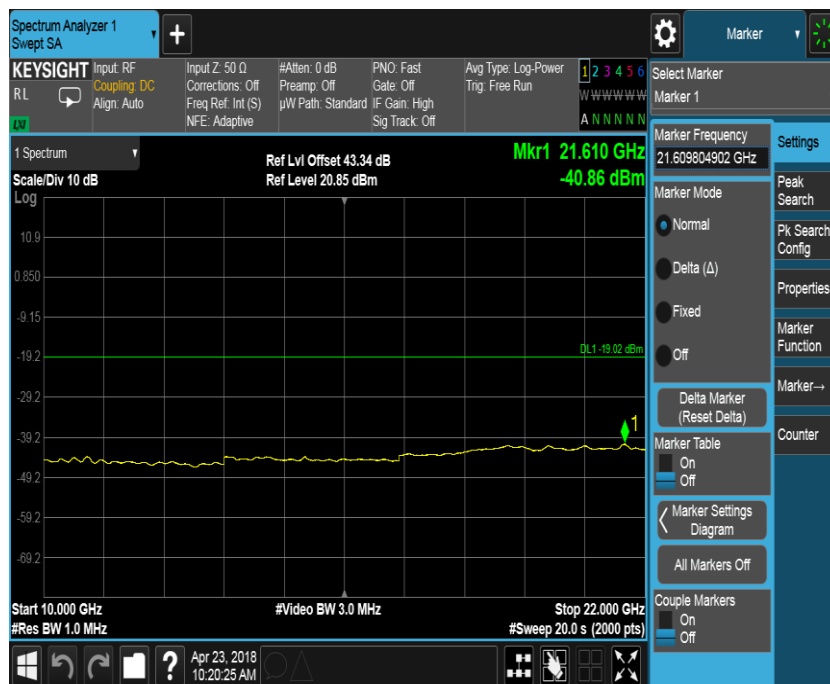 Spectrum Analyzer 1
Swept SA
Marker
KEYSIGHT
RL
LXI
Input: RF
Coupling: DC
Align: Auto
Input Z: 50 Ω
Corrections: Off
Freq Ref: Int (S)
NFE: Adaptive
#Atten: 0 dB
Preamp: Off
µW Path: Standard
PNO: Fast
Gate: Off
IF Gain: High
Sig Track: Off
Avg Type: Log-Power
Trig: Free Run
1 2 3 4 5 6
W W W W W W
A N N N N N
Select Marker
Marker 1
1 Spectrum
Scale/Div 10 dB
Log
Ref Lvl Offset 43.34 dB
Ref Level 20.85 dBm
Mkr1 21.610 GHz
-40.86 dBm
10.9
0.850
-9.15
-19.2
-29.2
-39.2
-49.2
-59.2
-69.2
DL1 -19.02 dBm
1
Start 10.000 GHz
#Res BW 1.0 MHz
#Video BW 3.0 MHz
Stop 22.000 GHz
#Sweep 20.0 s (2000 pts)
Marker Frequency
21.609804902 GHz
Marker Mode
Normal
Delta (Δ)
Fixed
Off
Delta Marker
(Reset Delta)
Marker Table
On
Off
Marker Settings
Diagram
All Markers Off
Couple Markers
On
Off
Settings
Peak
Search
Pk Search
Config
Properties
Marker
Function
Marker→
Counter
?
Apr 23, 2018
10:20:25 AM